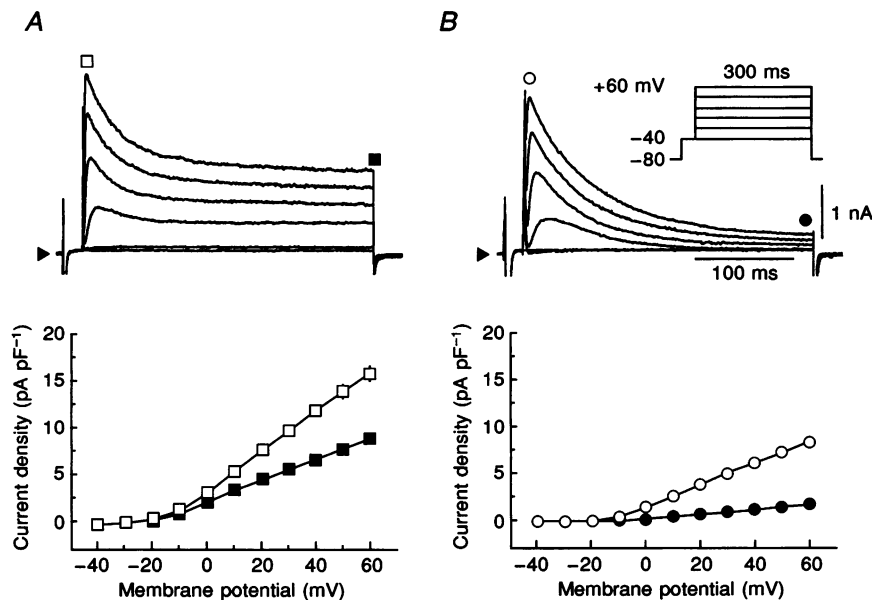 A
B
300 ms
+60 mV
−40
−80
1 nA
100 ms
20
15
10
5
0
Current density (pA pF⁻¹)
−40 −20 0 20 40 60
Membrane potential (mV)
20
15
10
5
0
Current density (pA pF⁻¹)
−40 −20 0 20 40 60
Membrane potential (mV)